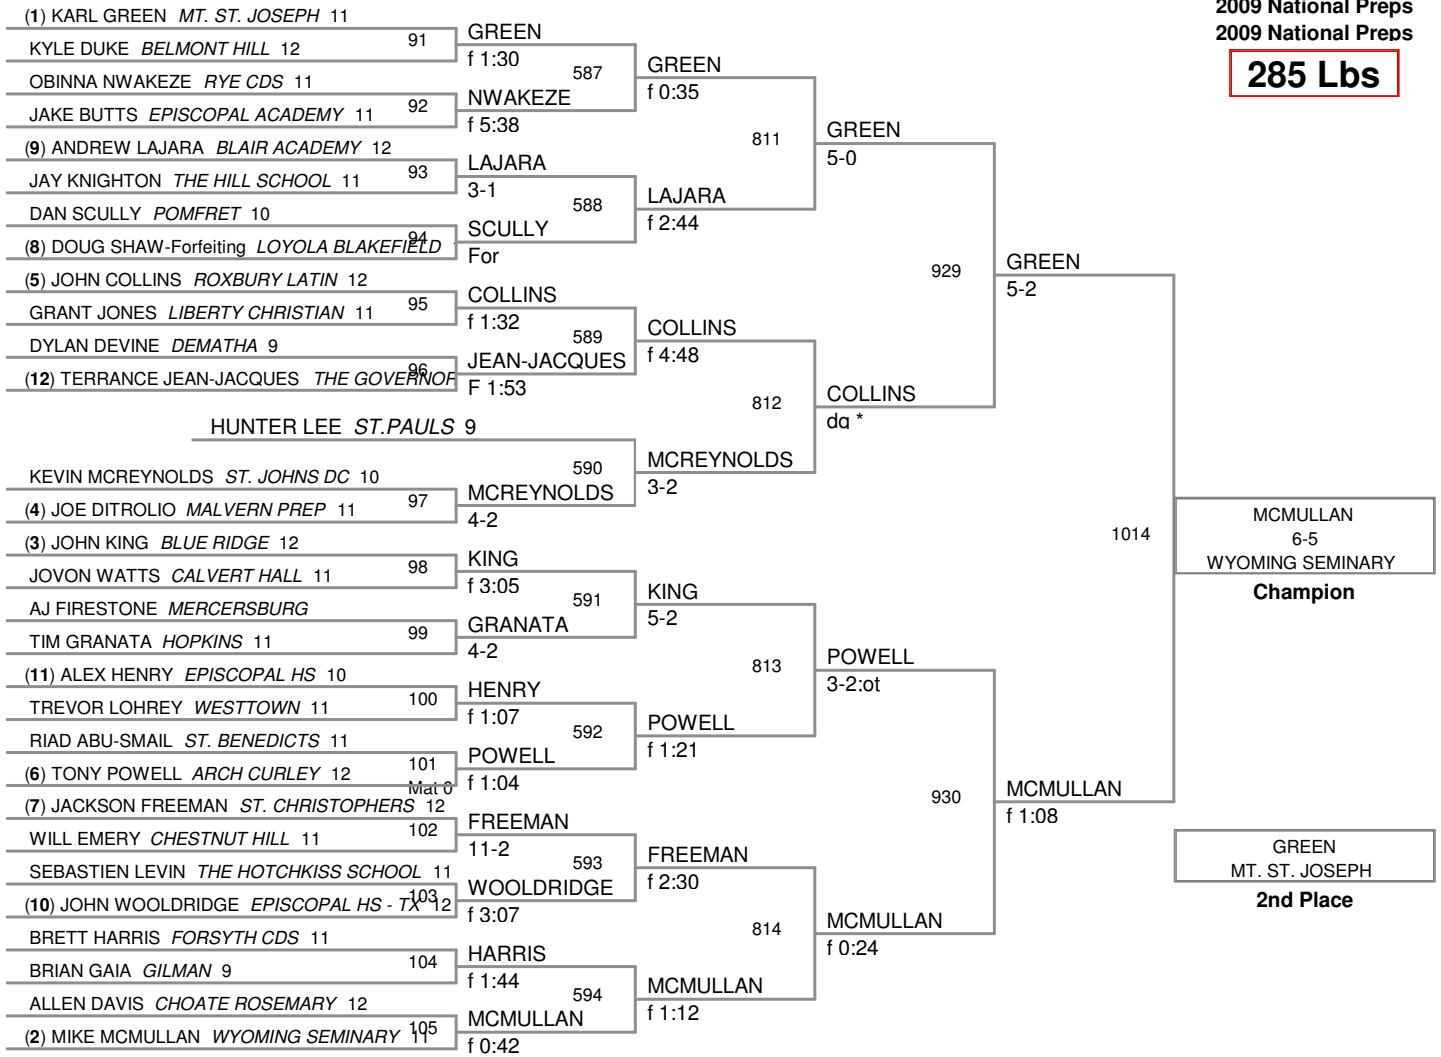 2009 National Preps
2009 National Preps
285 Lbs
(1) KARL GREEN MT. ST. JOSEPH 11
91
KYLE DUKE BELMONT HILL 12
GREEN
f 1:30
587
OBINNA NWAKEZE RYE CDS 11
92
JAKE BUTTS EPISCOPAL ACADEMY 11
NWAKEZE
f 5:38
GREEN
f 0:35
811
(9) ANDREW LAJARA BLAIR ACADEMY 12
93
JAY KNIGHTON THE HILL SCHOOL 11
LAJARA
3-1
588
DAN SCULLY POMFRET 10
94
(8) DOUG SHAW-Forfeiting LOYOLA BLAKEFIELD
SCULLY
For
LAJARA
f 2:44
GREEN
5-0
929
(5) JOHN COLLINS ROXBURY LATIN 12
95
GRANT JONES LIBERTY CHRISTIAN 11
COLLINS
f 1:32
589
DYLAN DEVINE DEMATHA 9
96
(12) TERRANCE JEAN-JACQUES THE GOVERNOR
JEAN-JACQUES
F 1:53
COLLINS
f 4:48
812
HUNTER LEE ST.PAULS 9
590
KEVIN MCREYNOLDS ST. JOHNS DC 10
97
(4) JOE DITROLIO MALVERN PREP 11
MCREYNOLDS
4-2
MCREYNOLDS
3-2
COLLINS
dq *
GREEN
5-2
1014
(3) JOHN KING BLUE RIDGE 12
98
JOVON WATTS CALVERT HALL 11
KING
f 3:05
591
AJ FIRESTONE MERCERSBURG
99
TIM GRANATA HOPKINS 11
GRANATA
4-2
KING
5-2
813
(11) ALEX HENRY EPISCOPAL HS 10
100
TREVOR LOHREY WESTTOWN 11
HENRY
f 1:07
592
RIAD ABU-SMAIL ST. BENEDICTS 11
101
Mat 0
(6) TONY POWELL ARCH CURLEY 12
POWELL
f 1:04
POWELL
f 1:21
POWELL
3-2:ot
930
(7) JACKSON FREEMAN ST. CHRISTOPHERS 12
102
WILL EMERY CHESTNUT HILL 11
FREEMAN
11-2
593
SEBASTIEN LEVIN THE HOTCHKISS SCHOOL 11
103
(10) JOHN WOOLDRIDGE EPISCOPAL HS - TX 12
WOOLDRIDGE
f 3:07
FREEMAN
f 2:30
814
BRETT HARRIS FORSYTH CDS 11
104
BRIAN GAIA GILMAN 9
HARRIS
f 1:44
594
ALLEN DAVIS CHOATE ROSEMARY 12
105
(2) MIKE MCMULLAN WYOMING SEMINARY 11
MCMULLAN
f 0:42
MCMULLAN
f 1:12
MCMULLAN
f 0:24
MCMULLAN
f 1:08
MCMULLAN
6-5
WYOMING SEMINARY
Champion
GREEN
MT. ST. JOSEPH
2nd Place